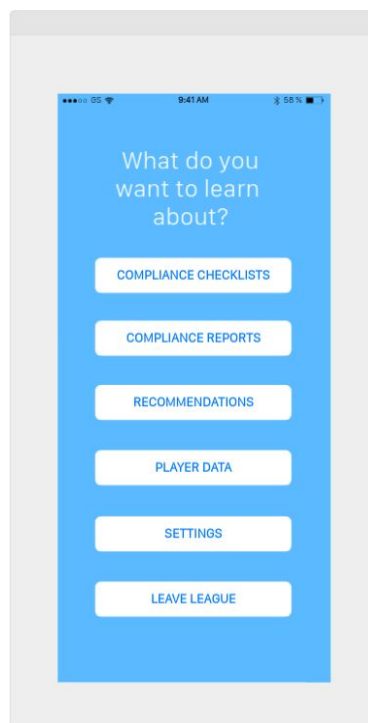 GS 9:41 AM 58%
What do you
want to learn
about?
COMPLIANCE CHECKLISTS
COMPLIANCE REPORTS
RECOMMENDATIONS
PLAYER DATA
SETTINGS
LEAVE LEAGUE